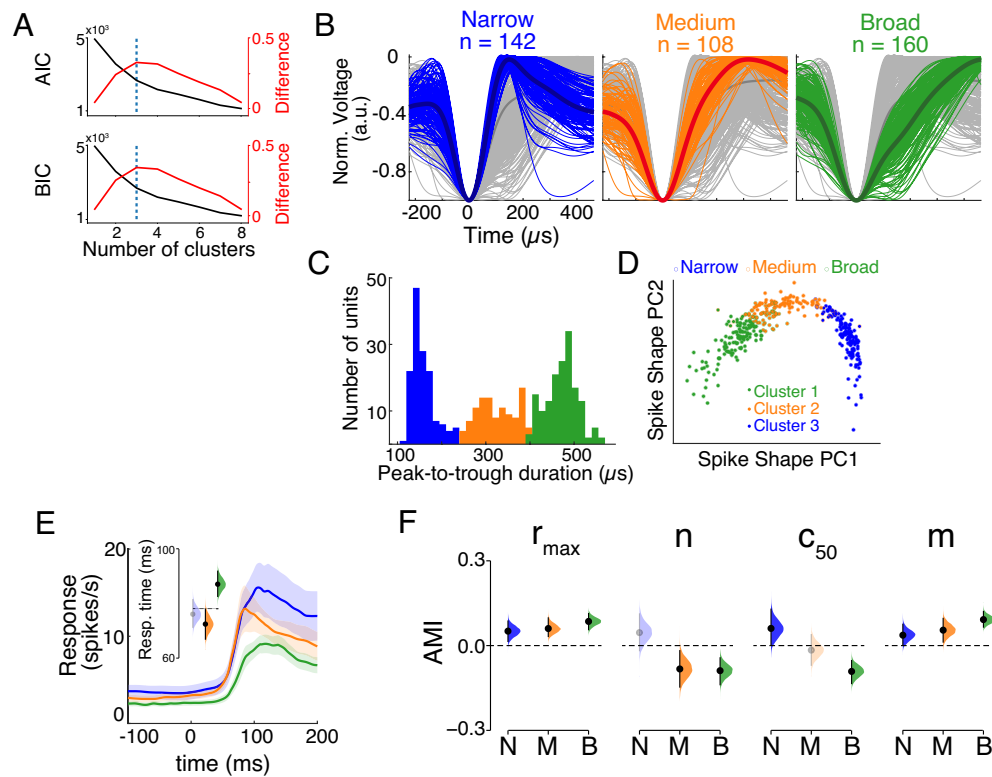 A
5 x10³
AIC
1
0.5
Difference
0
5 x10³
BIC
1
0.5
Difference
0
2 4 6 8
Number of clusters
B
Narrow
n = 142
Medium
n = 108
Broad
n = 160
Norm. Voltage
(a.u.)
0
-0.4
-0.8
-200 0 200 400
Time (μs)
C
Number of units
50
30
10
100 300 500
Peak-to-trough duration (μs)
D
Narrow Medium Broad
Spike Shape PC2
Cluster 1
Cluster 2
Cluster 3
Spike Shape PC1
E
Response
(spikes/s)
20
10
0
Resp. time (ms)
100
60
-100 0 100 200
time (ms)
F
r max n c 50 m
AMI
0.3
0.0
−0.3
N M B N M B N M B N M B